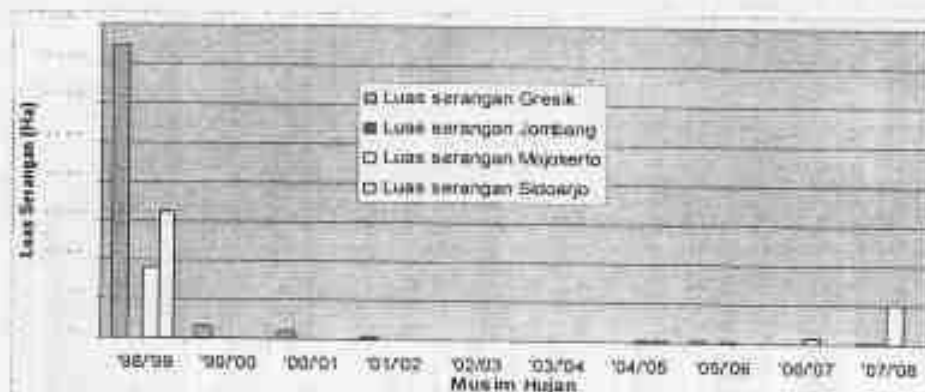 Luas Serangan (Ha)
Luas serangan Gresik
Luas serangan Jombang
Luas serangan Mojokerto
Luas serangan Sidoarjo
'98/'99 '99/'00 '00/'01 '01/'02 '02/'03 '03/'04 '04/'05 '05/'06 '06/'07 '07/'08
Musim Hujan